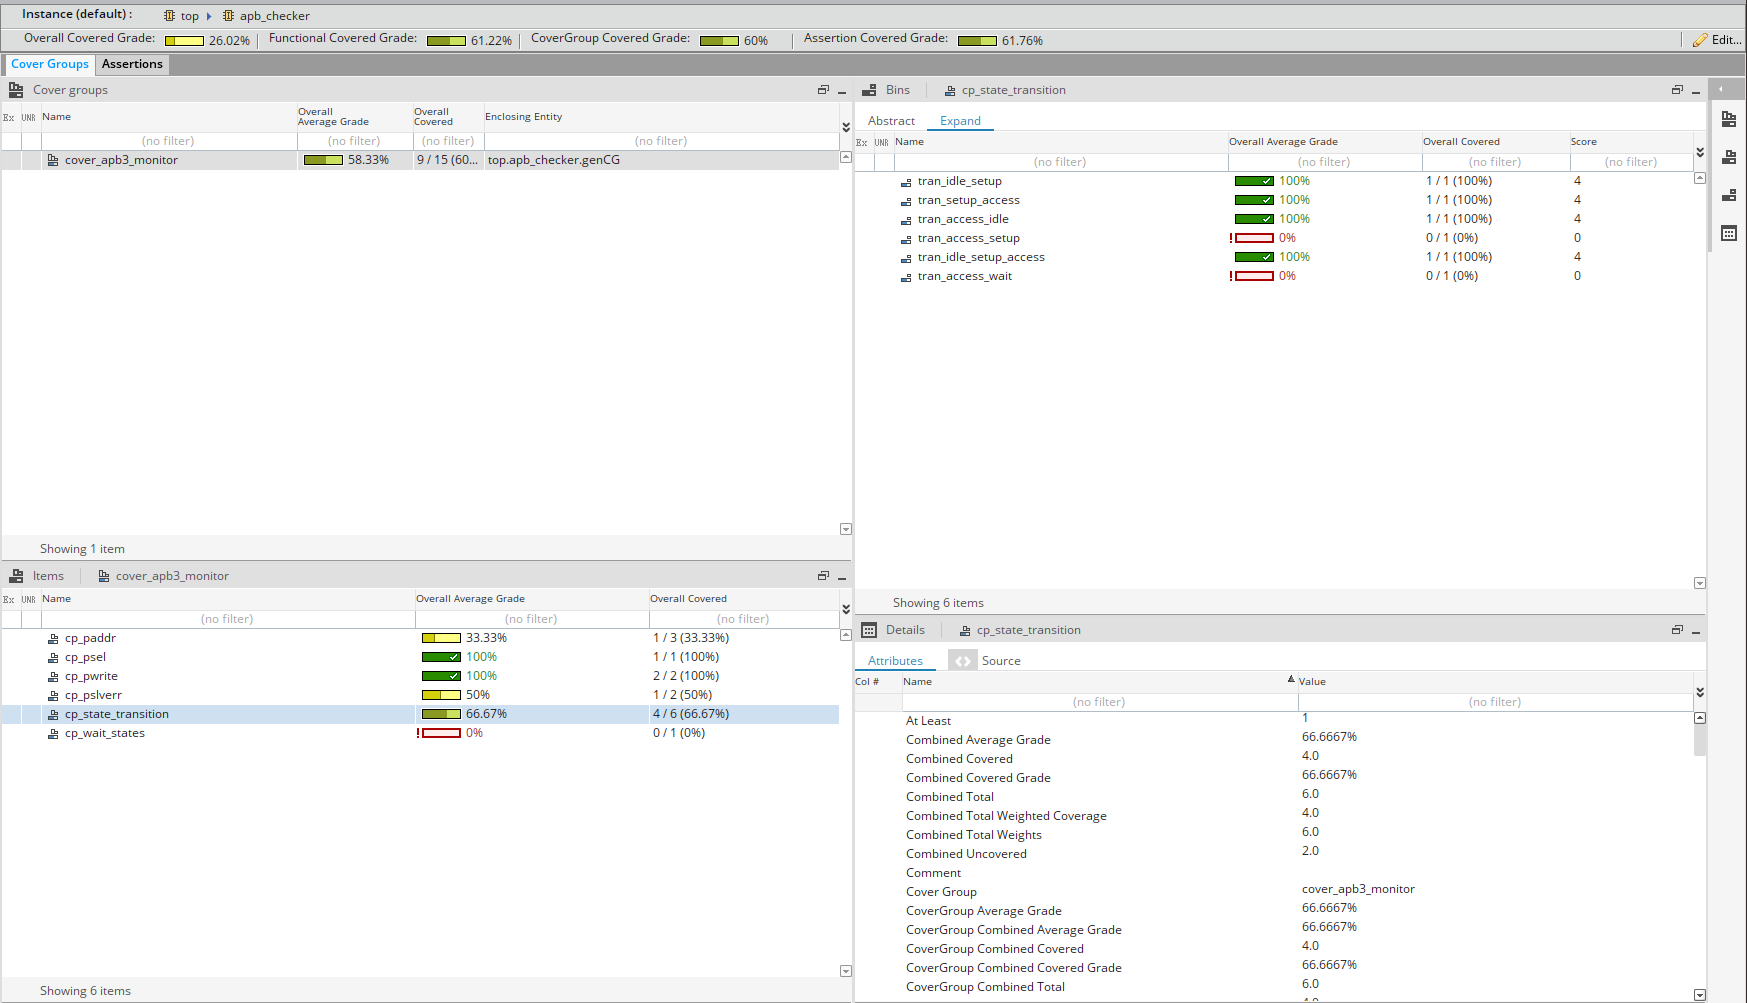 Instance (default) : top apb_checker
Overall Covered Grade: 26.02% Functional Covered Grade: 61.22% CoverGroup Covered Grade: 60% Assertion Covered Grade: 61.76% Edit...
Cover Groups Assertions
Cover groups
Ex UNR Name Overall Average Grade Overall Covered Enclosing Entity
(no filter) (no filter) (no filter) (no filter)
cover_apb3_monitor 58.33% 9 / 15 (60... top.apb_checker.genCG
Showing 1 item
Items cover_apb3_monitor
Ex UNR Name Overall Average Grade Overall Covered
(no filter) (no filter) (no filter)
cp_paddr 33.33% 1 / 3 (33.33%)
cp_psel 100% 1 / 1 (100%)
cp_pwrite 100% 2 / 2 (100%)
cp_pslverr 50% 1 / 2 (50%)
cp_state_transition 66.67% 4 / 6 (66.67%)
cp_wait_states 0% 0 / 1 (0%)
Showing 6 items
Bins cp_state_transition
Abstract Expand
Ex UNR Name Overall Average Grade Overall Covered Score
(no filter) (no filter) (no filter) (no filter)
tran_idle_setup 100% 1 / 1 (100%) 4
tran_setup_access 100% 1 / 1 (100%) 4
tran_access_idle 100% 1 / 1 (100%) 4
tran_access_setup 0% 0 / 1 (0%) 0
tran_idle_setup_access 100% 1 / 1 (100%) 4
tran_access_wait 0% 0 / 1 (0%) 0
Showing 6 items
Details cp_state_transition
Attributes Source
Col # Name Value
(no filter) (no filter)
At Least 1
Combined Average Grade 66.6667%
Combined Covered 4.0
Combined Covered Grade 66.6667%
Combined Total 6.0
Combined Total Weighted Coverage 4.0
Combined Total Weights 6.0
Combined Uncovered 2.0
Comment
Cover Group cover_apb3_monitor
CoverGroup Average Grade 66.6667%
CoverGroup Combined Average Grade 66.6667%
CoverGroup Combined Covered 4.0
CoverGroup Combined Covered Grade 66.6667%
CoverGroup Combined Total 6.0